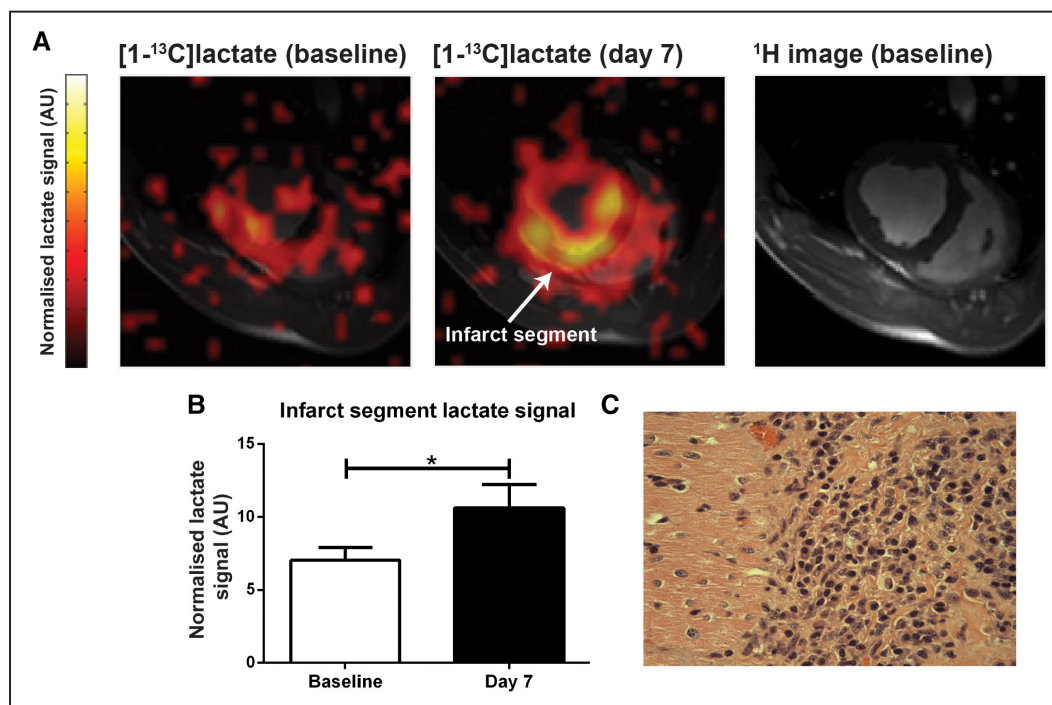 A
[1-¹³C]lactate (baseline)
[1-¹³C]lactate (day 7)
¹H image (baseline)
Normalised lactate signal (AU)
Infarct segment
B
Infarct segment lactate signal
Normalised lactate
signal (AU)
15
10
5
0
*
Baseline
Day 7
C